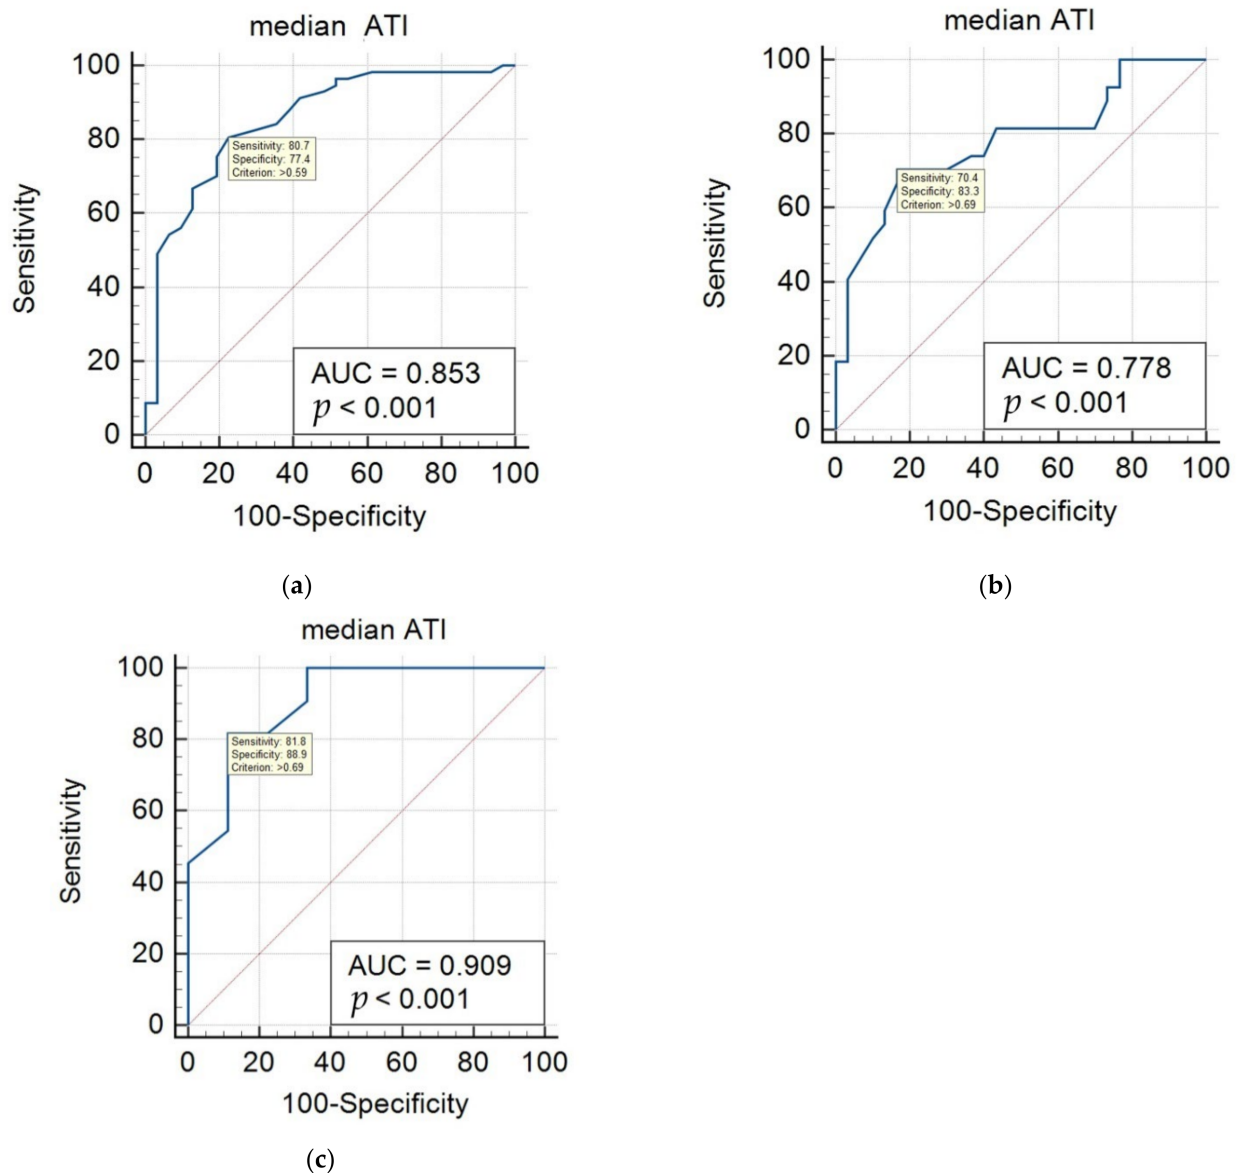 median ATI
100
80
60
40
20
0
Sensitivity
Sensitivity: 80.7
Specificity: 77.4
Criterion: >0.59
AUC = 0.853
p < 0.001
0 20 40 60 80 100
100-Specificity
(a)
median ATI
100
80
60
40
20
0
Sensitivity
Sensitivity: 70.4
Specificity: 83.3
Criterion: >0.69
AUC = 0.778
p < 0.001
0 20 40 60 80 100
100-Specificity
(b)
median ATI
100
80
60
40
20
0
Sensitivity
Sensitivity: 81.8
Specificity: 88.9
Criterion: >0.69
AUC = 0.909
p < 0.001
0 20 40 60 80 100
100-Specificity
(c)